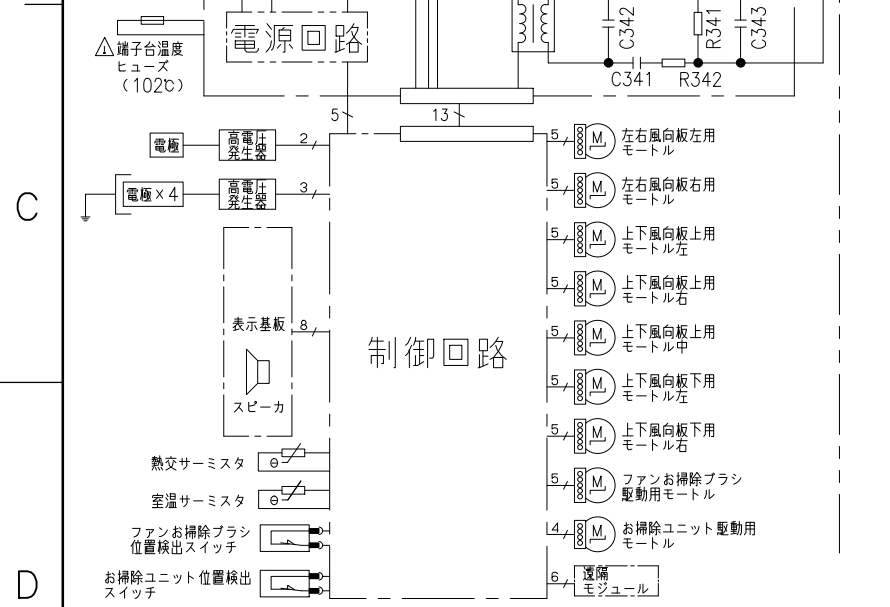 電源回路
端子台温度
ヒューズ
(102℃)
C342
R341
C343
C341
R342
5
13
C
電極
高電圧
発生器
2
電極×4
高電圧
発生器
3
表示基板
8
スピーカ
制御回路
熱交サーミスタ
θ
室温サーミスタ
θ
ファンお掃除ブラシ
位置検出スイッチ
お掃除ユニット位置検出
スイッチ
D
5
M
左右風向板左用
モートル
5
M
左右風向板右用
モートル
5
M
上下風向板上用
モートル左
5
M
上下風向板上用
モートル右
5
M
上下風向板上用
モートル中
5
M
上下風向板下用
モートル左
5
M
上下風向板下用
モートル右
5
M
ファンお掃除ブラシ
駆動用モートル
4
M
お掃除ユニット駆動用
モートル
6
遠隔
モジュール